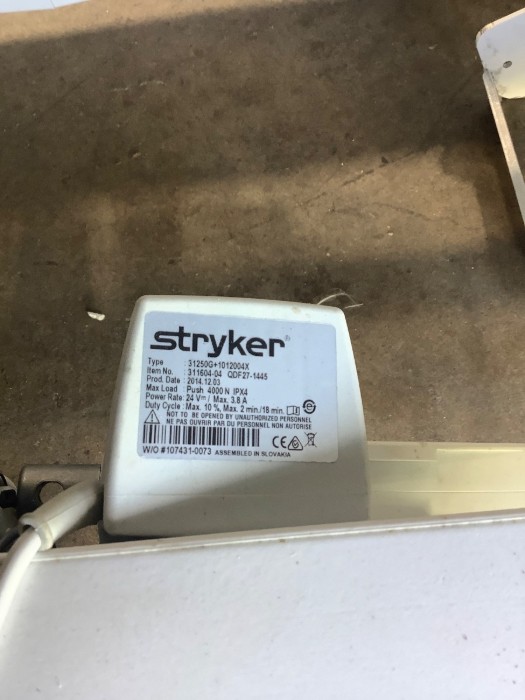 stryker®
Type : 31250G+1012004X
Item No. : 311604-04 QDF27-1445
Prod. Date : 2014.12.03
Max Load : Push 4000 N IPX4
Power Rate: 24 V⎓/ Max. 3.8 A
Duty Cycle : Max. 10 %, Max. 2 min./18 min.
NOT TO BE OPENED BY UNAUTHORIZED PERSONNEL
NE PAS OUVRIR PAR DU PERSONNEL NON AUTORISE
CE
W/O #107431-0073 ASSEMBLED IN SLOVAKIA